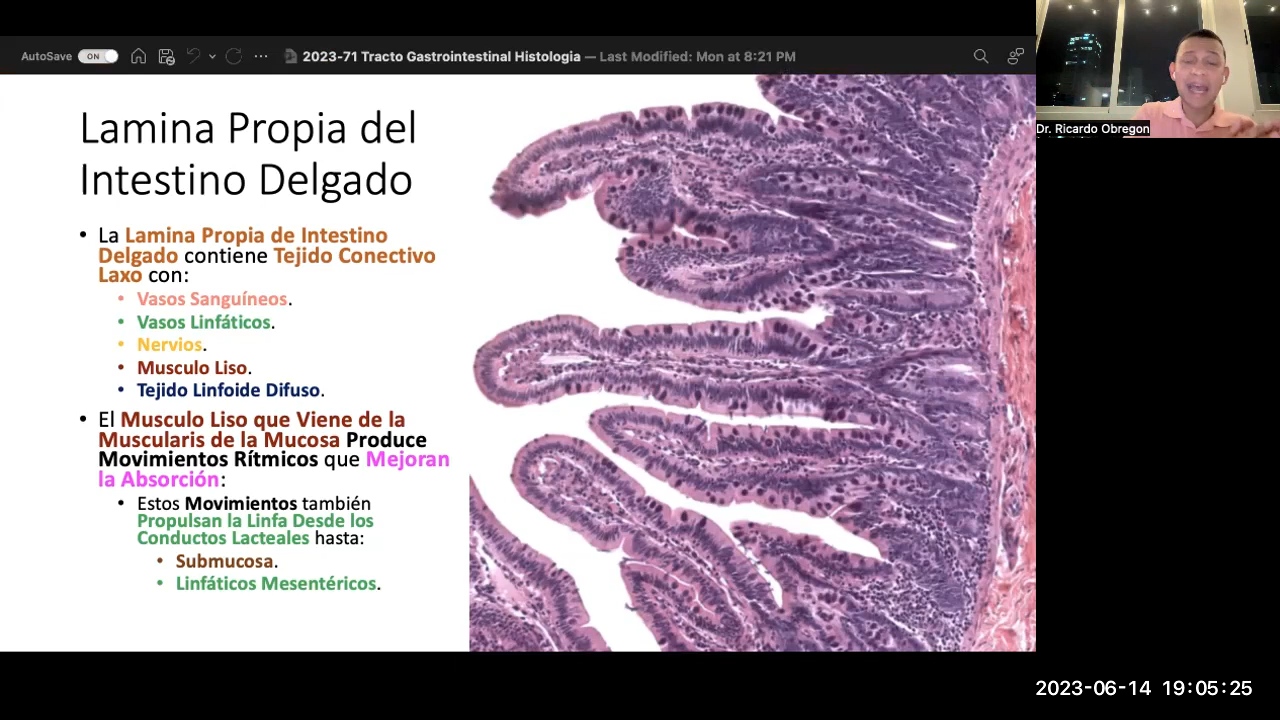 AutoSave ON ... 2023-71 Tracto Gastrointestinal Histologia — Last Modified: Mon at 8:21 PM
Dr. Ricardo Obregon
Lamina Propia del
Intestino Delgado
• La Lamina Propia de Intestino
Delgado contiene Tejido Conectivo
Laxo con:
• Vasos Sanguíneos.
• Vasos Linfáticos.
• Nervios.
• Musculo Liso.
• Tejido Linfoide Difuso.
• El Musculo Liso que Viene de la
Muscularis de la Mucosa Produce
Movimientos Rítmicos que Mejoran
la Absorción:
• Estos Movimientos también
Propulsan la Linfa Desde los
Conductos Lacteales hasta:
• Submucosa.
• Linfáticos Mesentéricos.
2023-06-14 19:05:25